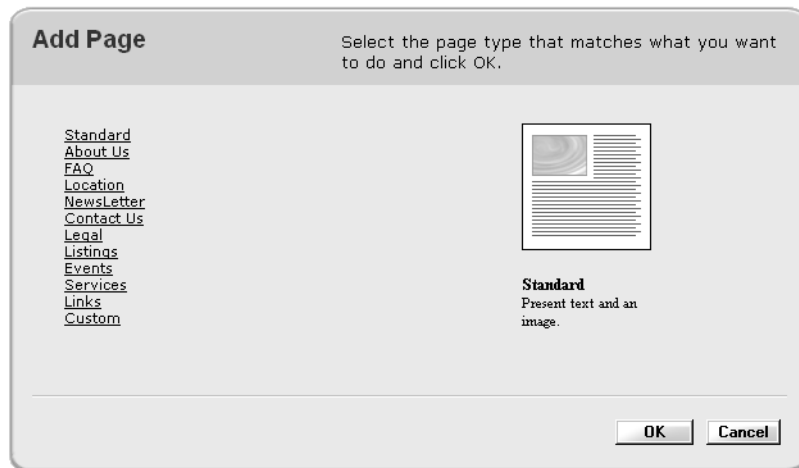 Add Page
Select the page type that matches what you want
to do and click OK.
Standard
About Us
FAQ
Location
NewsLetter
Contact Us
Legal
Listings
Events
Services
Links
Custom
Standard
Present text and an
image.
OK
Cancel